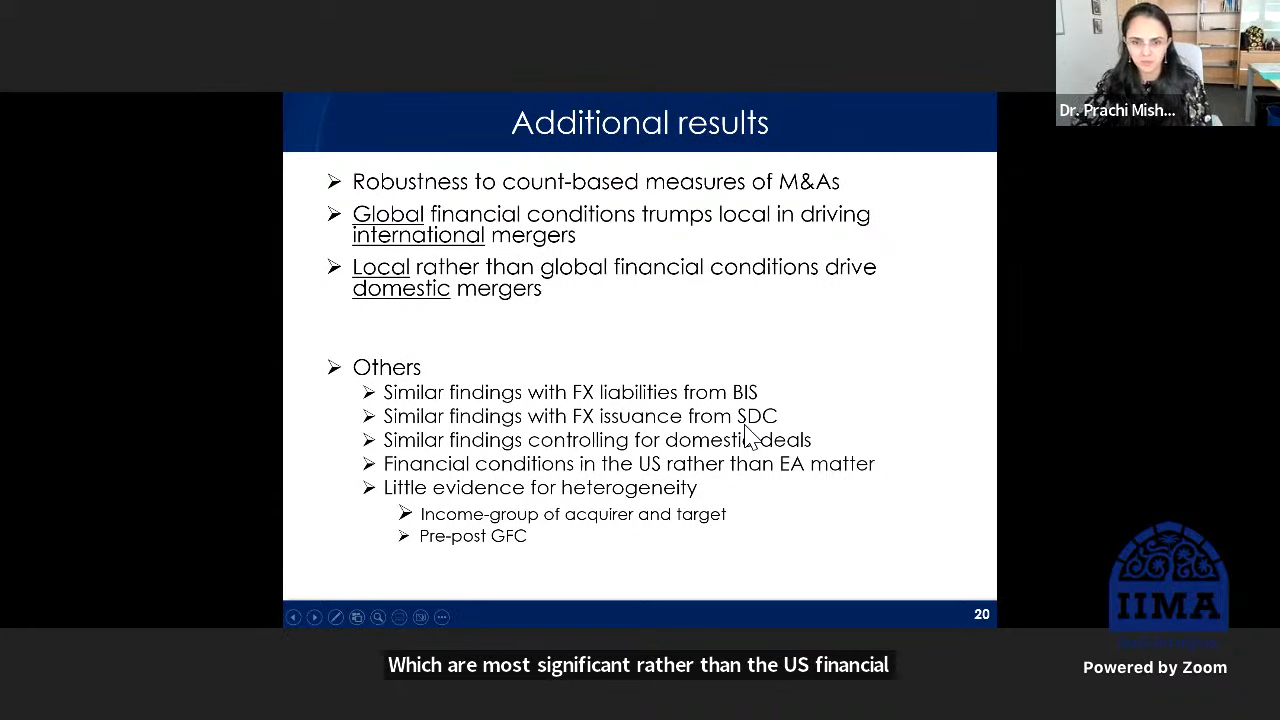 Dr. Prachi Mish...
Additional results
➢ Robustness to count-based measures of M&As
➢ Global financial conditions trumps local in driving
international mergers
➢ Local rather than global financial conditions drive
domestic mergers
➢ Others
➢ Similar findings with FX liabilities from BIS
➢ Similar findings with FX issuance from SDC
➢ Similar findings controlling for domestic deals
➢ Financial conditions in the US rather than EA matter
➢ Little evidence for heterogeneity
➢ Income-group of acquirer and target
➢ Pre-post GFC
20
IIMA
Which are most significant rather than the US financial
Powered by Zoom